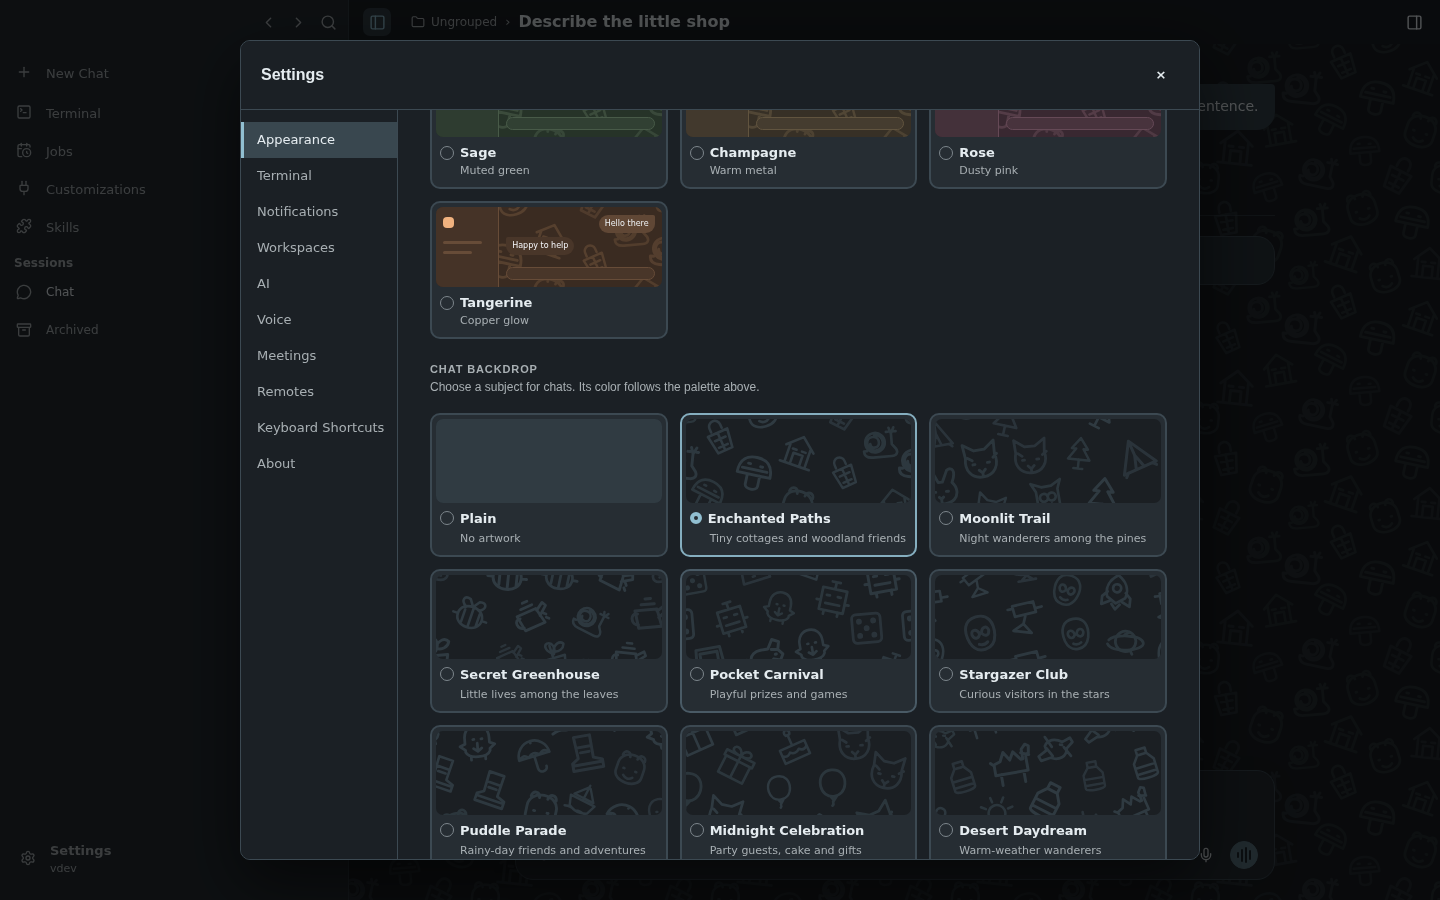 Ungrouped › Describe the little shop
New Chat
Terminal
Jobs
Customizations
Skills
Sessions
Chat
Archived
Settings
vdev
entence.
Settings
×
Appearance
Terminal
Notifications
Workspaces
AI
Voice
Meetings
Remotes
Keyboard Shortcuts
About
Sage
Muted green
Champagne
Warm metal
Rose
Dusty pink
Hello there
Happy to help
Tangerine
Copper glow
CHAT BACKDROP
Choose a subject for chats. Its color follows the palette above.
Plain
No artwork
Enchanted Paths
Tiny cottages and woodland friends
Moonlit Trail
Night wanderers among the pines
Secret Greenhouse
Little lives among the leaves
Pocket Carnival
Playful prizes and games
Stargazer Club
Curious visitors in the stars
Puddle Parade
Rainy-day friends and adventures
Midnight Celebration
Party guests, cake and gifts
Desert Daydream
Warm-weather wanderers